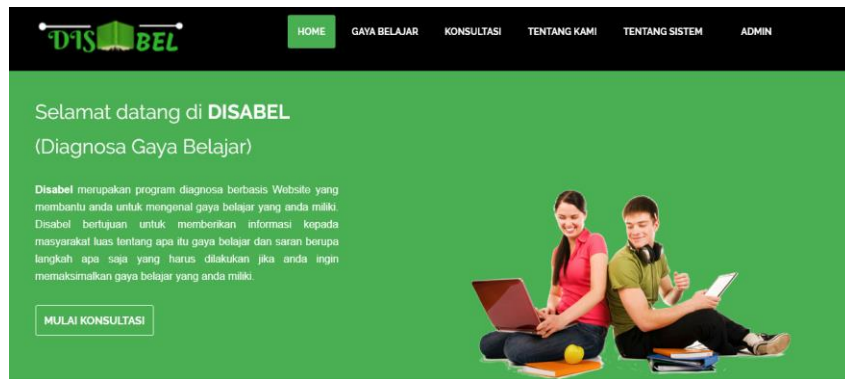 DISABEL
HOME GAYA BELAJAR KONSULTASI TENTANG KAMI TENTANG SISTEM ADMIN
Selamat datang di DISABEL
(Diagnosa Gaya Belajar)
Disabel merupakan program diagnosa berbasis Website yang
membantu anda untuk mengenal gaya belajar yang anda miliki.
Disabel bertujuan untuk memberikan informasi kepada
masyarakat luas tentang apa itu gaya belajar dan saran berupa
langkah apa saja yang harus dilakukan jika anda ingin
memaksimalkan gaya belajar yang anda miliki.
MULAI KONSULTASI